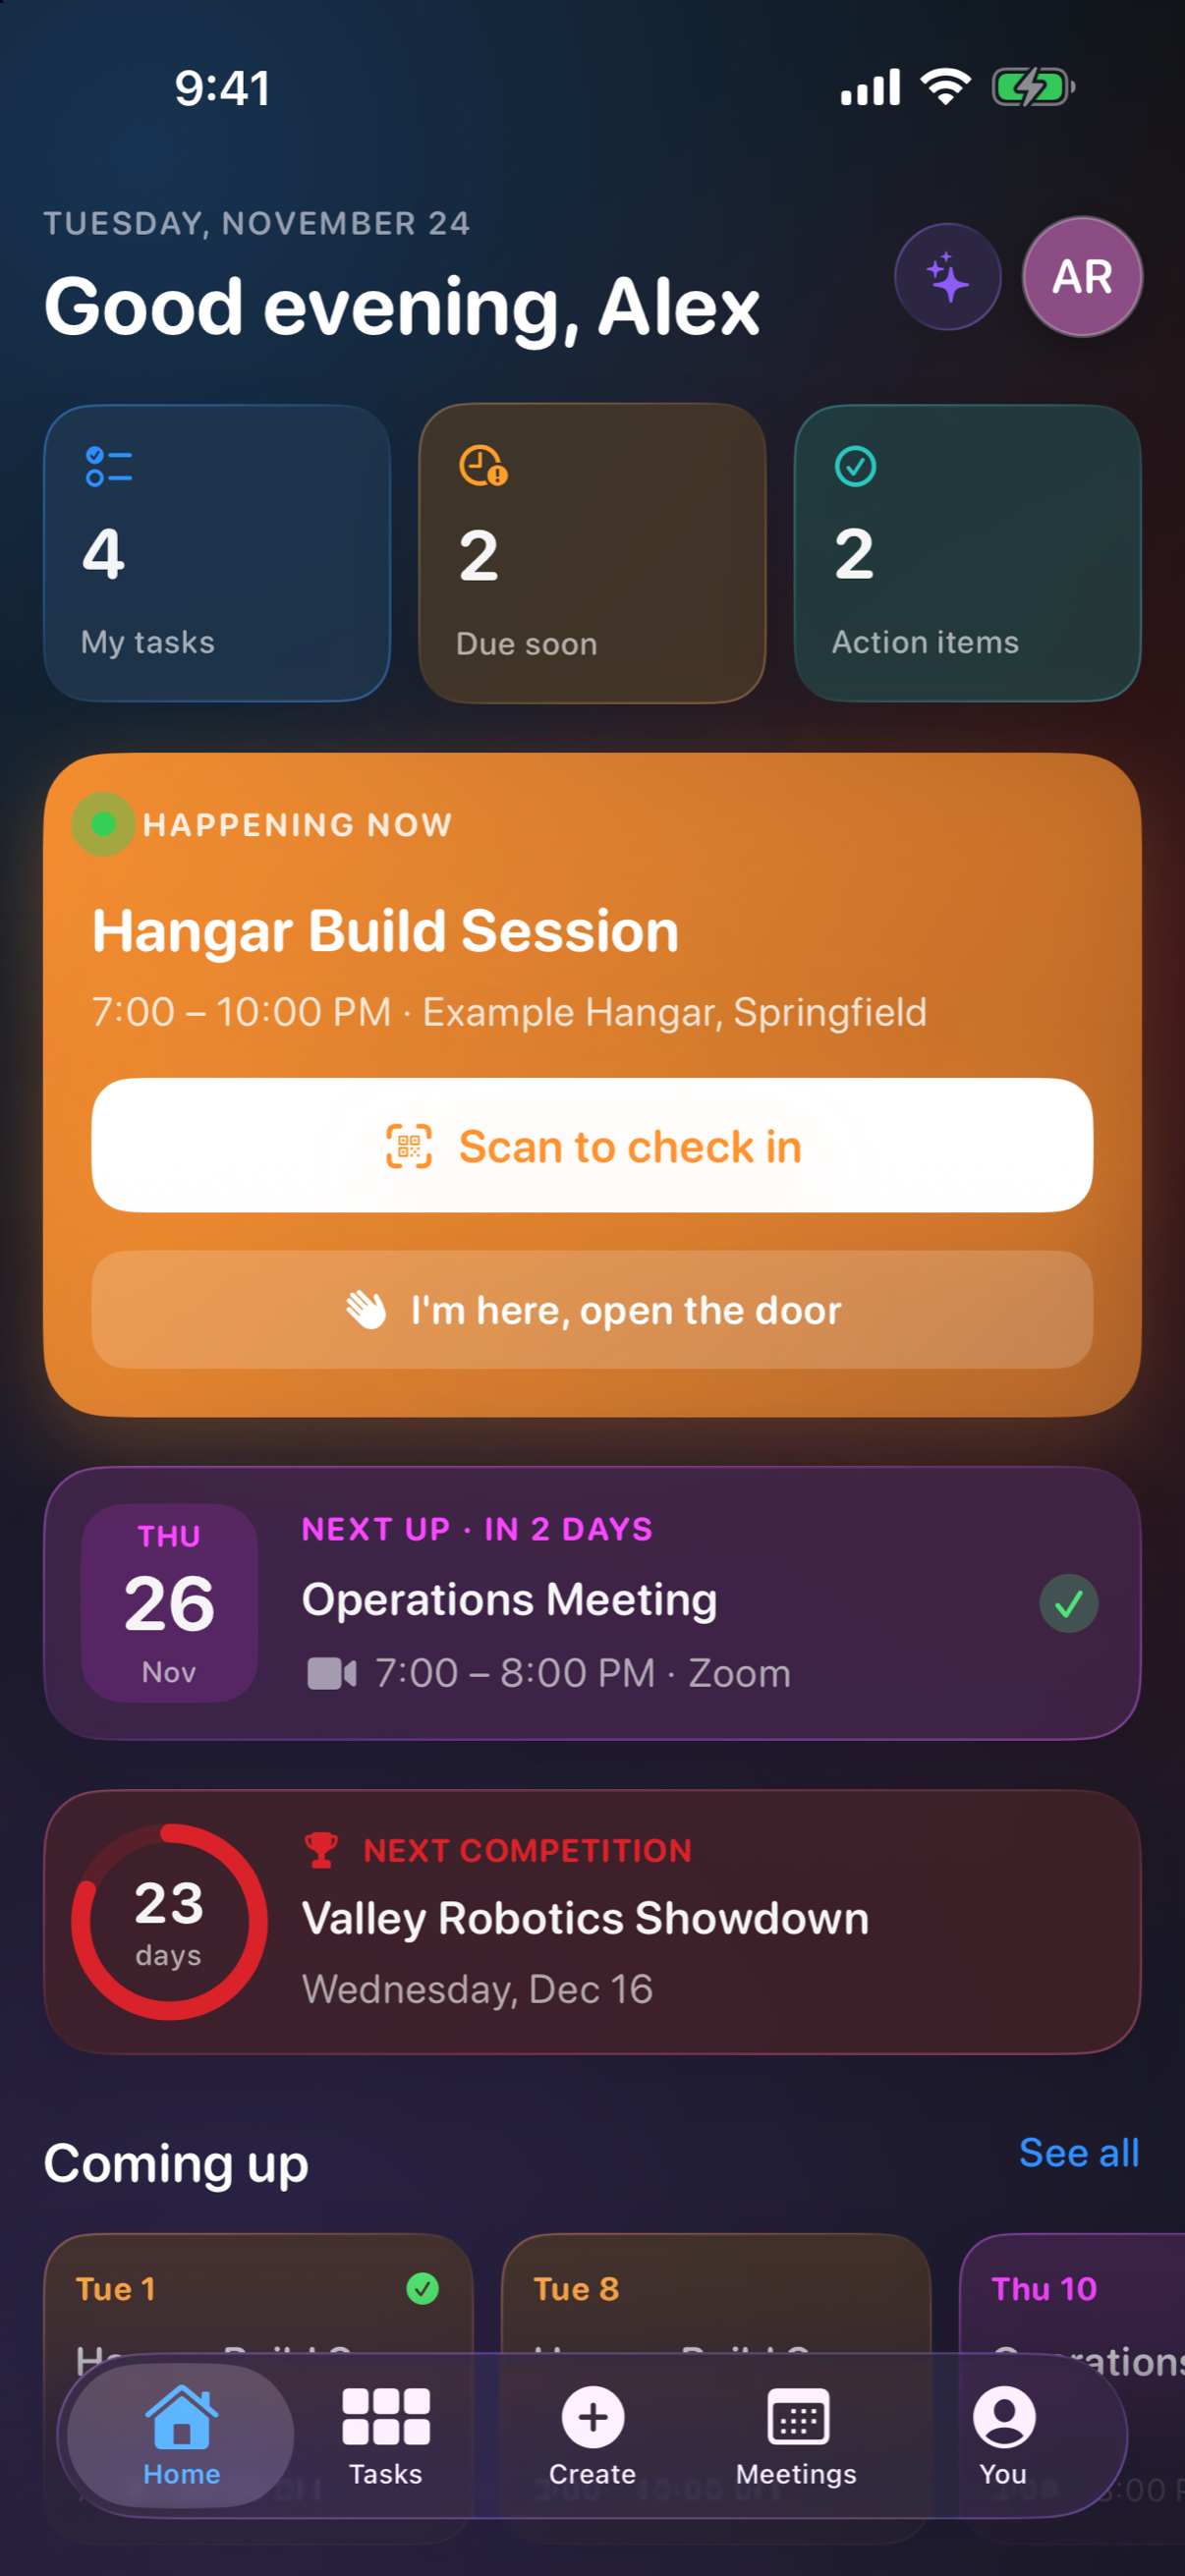 9:41
TUESDAY, NOVEMBER 24
Good evening, Alex
AR
4
My tasks
2
Due soon
2
Action items
HAPPENING NOW
Hangar Build Session
7:00 – 10:00 PM · Example Hangar, Springfield
Scan to check in
I'm here, open the door
THU
26
Nov
NEXT UP · IN 2 DAYS
Operations Meeting
7:00 – 8:00 PM · Zoom
23
days
NEXT COMPETITION
Valley Robotics Showdown
Wednesday, Dec 16
Coming up
See all
Tue 1
Tue 8
Thu 10
Home
Tasks
Create
Meetings
You